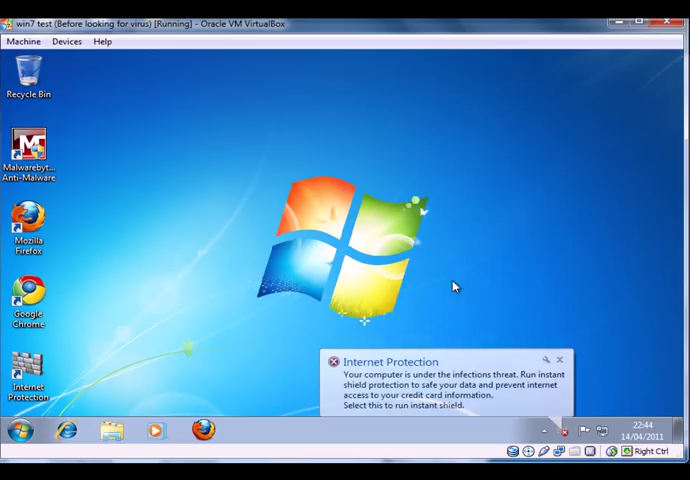 win7 test (Before looking for virus) [Running] - Oracle VM VirtualBox
Machine Devices Help
Recycle Bin
Malwarebyt...
Anti-Malware
Mozilla
Firefox
Google
Chrome
Internet
Protection
Internet Protection
Your computer is under the infections threat. Run instant
shield protection to safe your data and prevent internet
access to your credit card information.
Select this to run instant shield.
22:44
14/04/2011
Right Ctrl